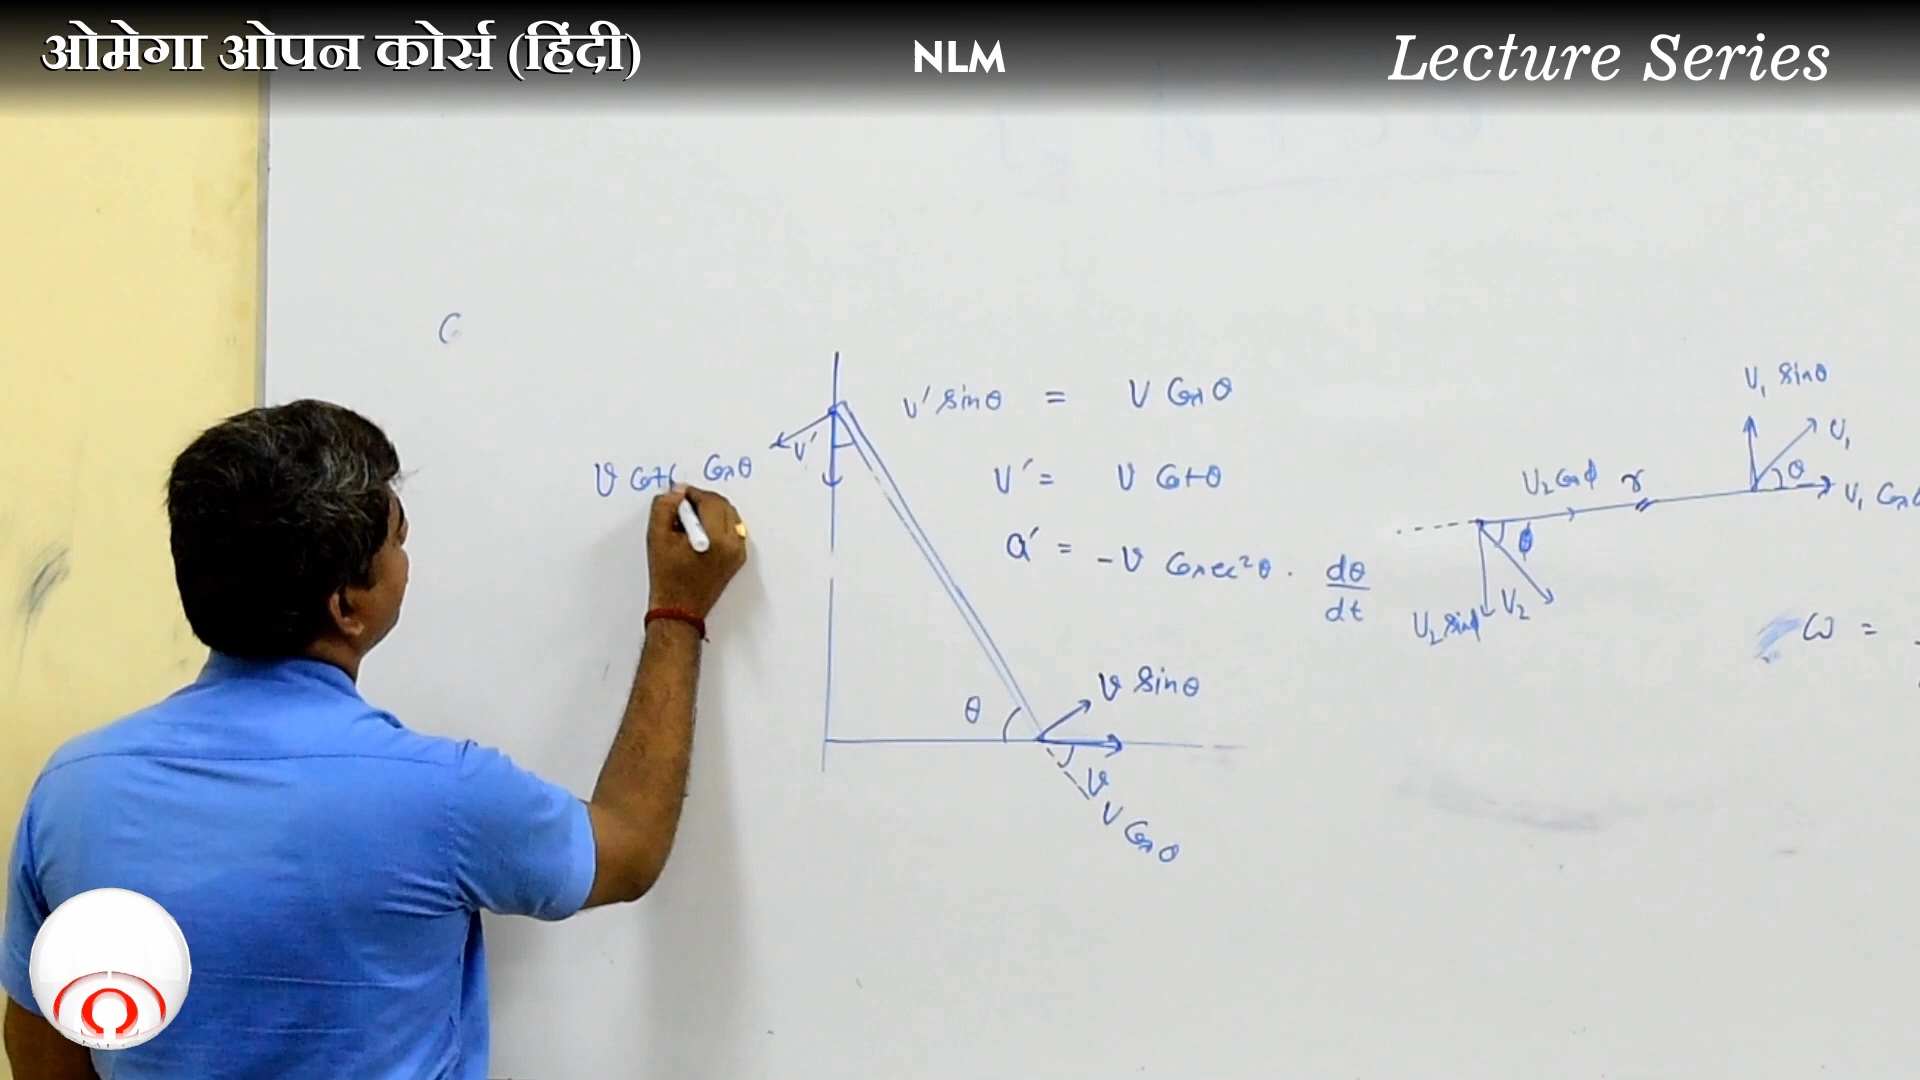 ओमेगा ओपन कोर्स (हिंदी)
NLM
Lecture Series
v' sinθ = v Cosθ
v' = v Cotθ
a' = -v Cosec²θ · dθ/dt
v'
v Cot Cosθ
θ
v sinθ
v
v Cosθ
V₁ sinθ
V₁
θ
V₁ Cos
V₂ Cosϕ
r
ϕ
V₂ sinϕ
V₂
ω =